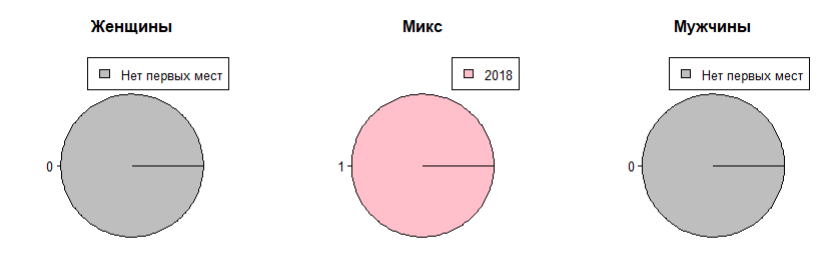 Женщины
Микс
Мужчины
Нет первых мест
2018
Нет первых мест
0
1
0